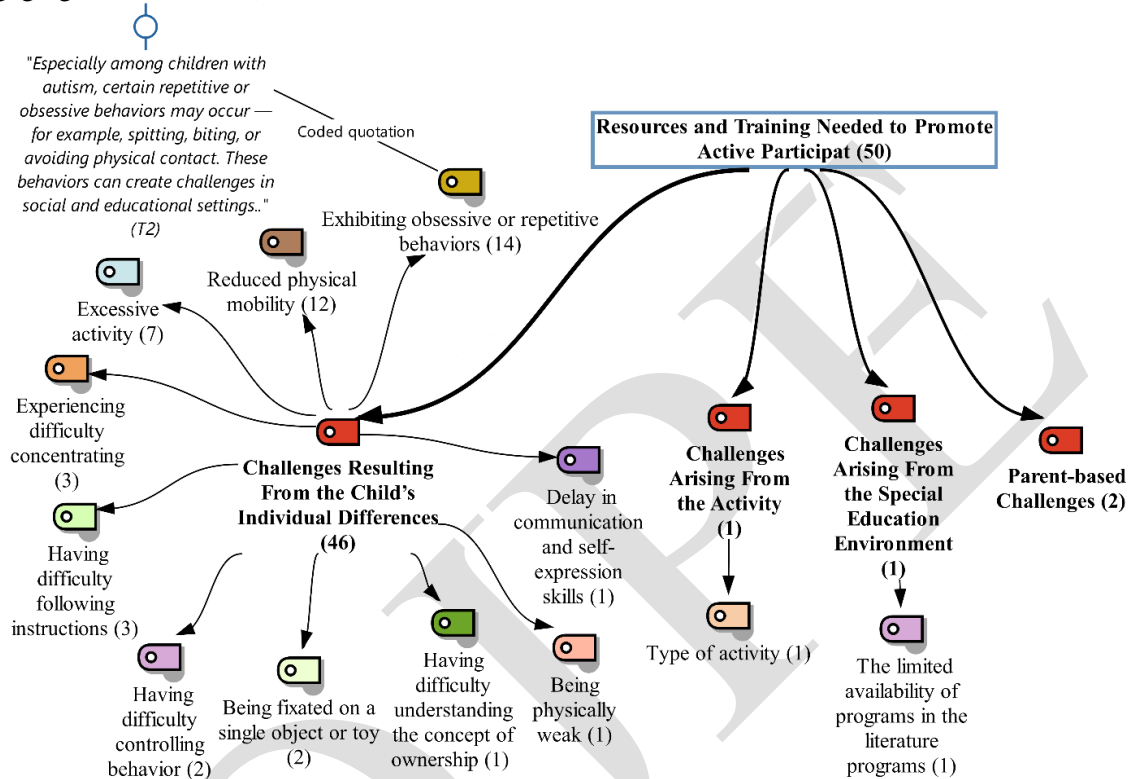 "Especially among children with
autism, certain repetitive or
obsessive behaviors may occur —
for example, spitting, biting, or
avoiding physical contact. These
behaviors can create challenges in
social and educational settings.."
(T2)
Coded quotation
Resources and Training Needed to Promote
Active Participat (50)
Exhibiting obsessive or repetitive
behaviors (14)
Reduced physical
mobility (12)
Excessive
activity (7)
Experiencing
difficulty
concentrating
(3)
Challenges Resulting
From the Child's
Individual Differences
(46)
Having
difficulty
following
instructions (3)
Having
difficulty
controlling
behavior (2)
Being fixated on a
single object or toy
(2)
Having
difficulty
understanding
the concept of
ownership (1)
Being
physically
weak (1)
Delay in
communication
and self-
expression
skills (1)
Challenges
Arising From
the Activity
(1)
Type of activity (1)
Challenges
Arising From
the Special
Education
Environment
(1)
The limited
availability of
programs in the
literature
programs (1)
Parent-based
Challenges (2)